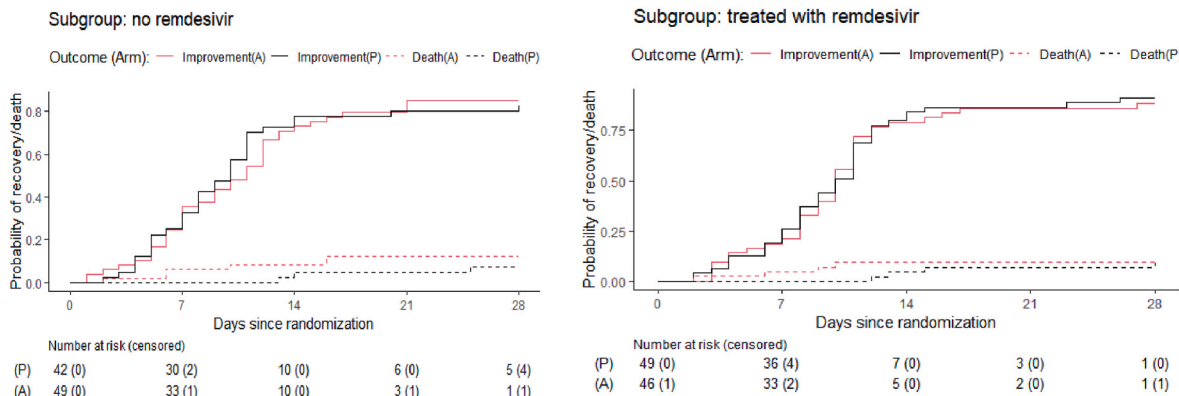 Subgroup: no remdesivir
Outcome (Arm): Improvement(A) Improvement(P) Death(A) Death(P)
Probability of recovery/death
0.8
0.6
0.4
0.2
0.0
0 7 14 21 28
Days since randomization
Number at risk (censored)
(P) 42 (0) 30 (2) 10 (0) 6 (0) 5 (4)
(A) 49 (0) 33 (1) 10 (0) 3 (1) 1 (1)
Subgroup: treated with remdesivir
Outcome (Arm): Improvement(A) Improvement(P) Death(A) Death(P)
Probability of recovery/death
0.75
0.50
0.25
0.00
0 7 14 21 28
Days since randomization
Number at risk (censored)
(P) 49 (0) 36 (4) 7 (0) 3 (0) 1 (0)
(A) 46 (1) 33 (2) 5 (0) 2 (0) 1 (1)